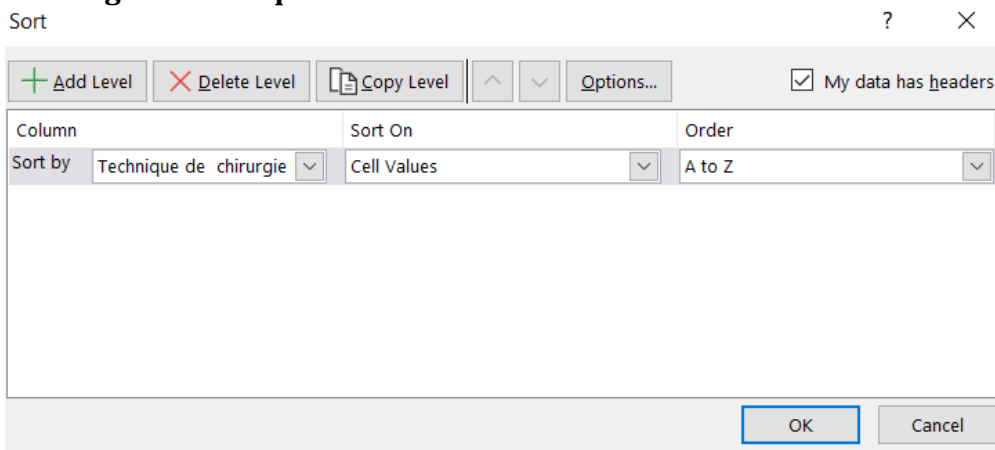 Sort ? ×
Add Level Delete Level Copy Level Options... My data has headers
Column Sort On Order
Sort by Technique de chirurgie Cell Values A to Z
OK Cancel